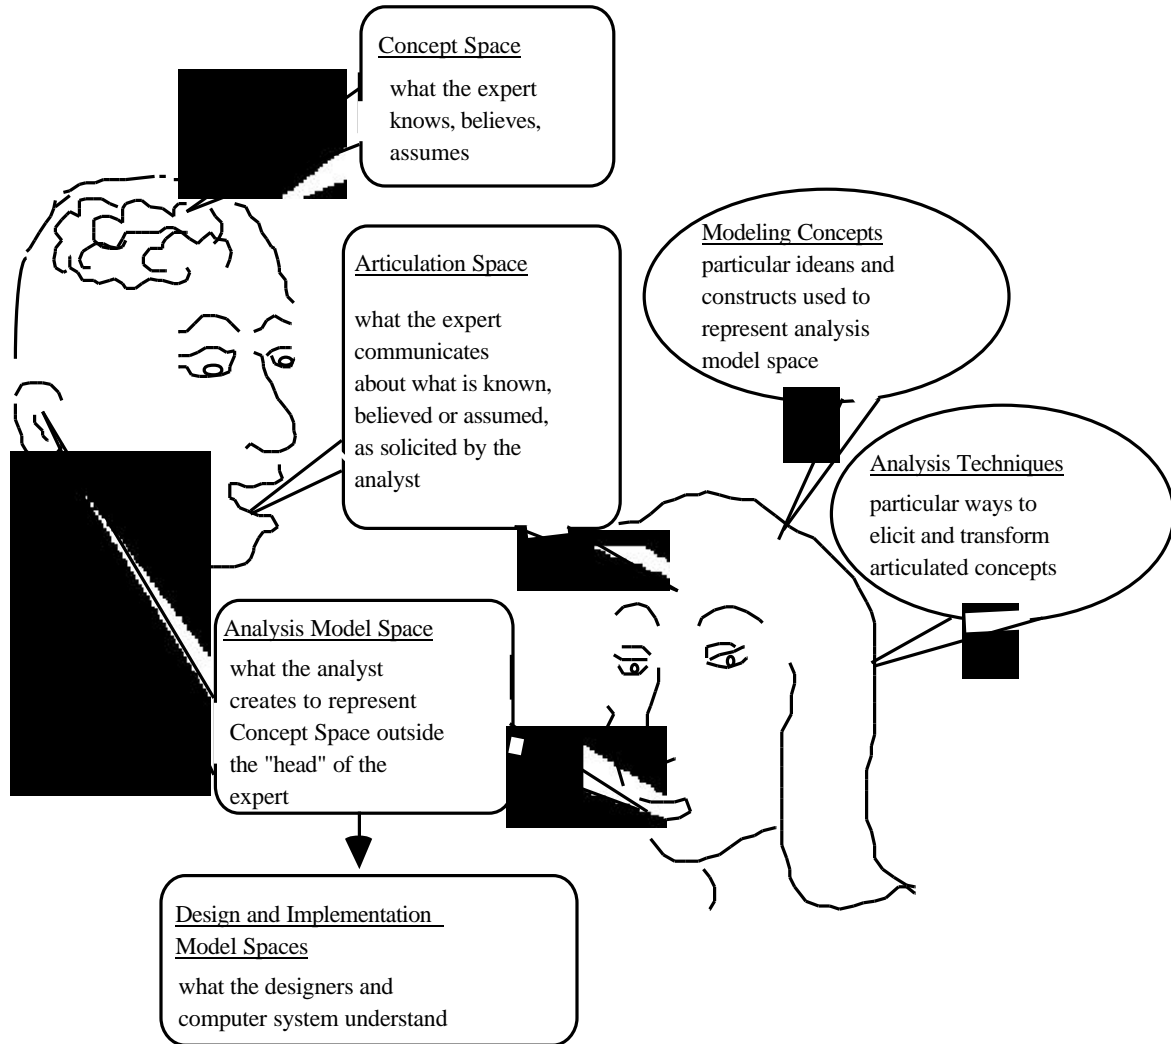 Concept Space
what the expert
knows, believes,
assumes
Articulation Space
what the expert
communicates
about what is known,
believed or assumed,
as solicited by the
analyst
Modeling Concepts
particular ideans and
constructs used to
represent analysis
model space
Analysis Techniques
particular ways to
elicit and transform
articulated concepts
Analysis Model Space
what the analyst
creates to represent
Concept Space outside
the "head" of the
expert
Design and Implementation
Model Spaces
what the designers and
computer system understand